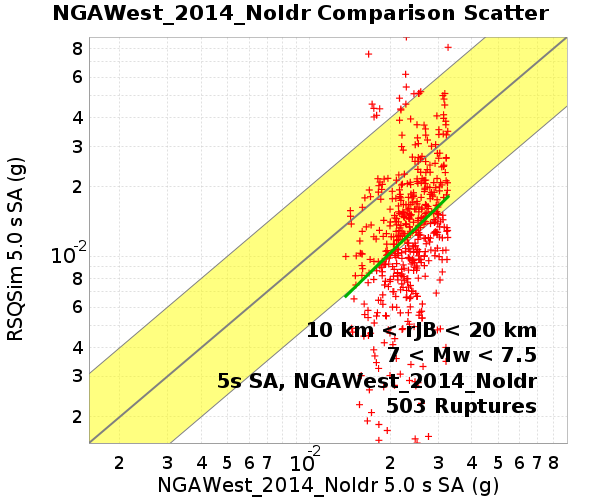 NGAWest_2014_NoIdr Comparison Scatter
RSQSim 5.0 s SA (g)
8
6
4
3
2
10-2
8
6
4
3
2
10 km < rJB < 20 km
7 < Mw < 7.5
5s SA, NGAWest_2014_NoIdr
503 Ruptures
2 3 4 5 6 7 10-2 2 3 4 5 6 7 8
NGAWest_2014_NoIdr 5.0 s SA (g)